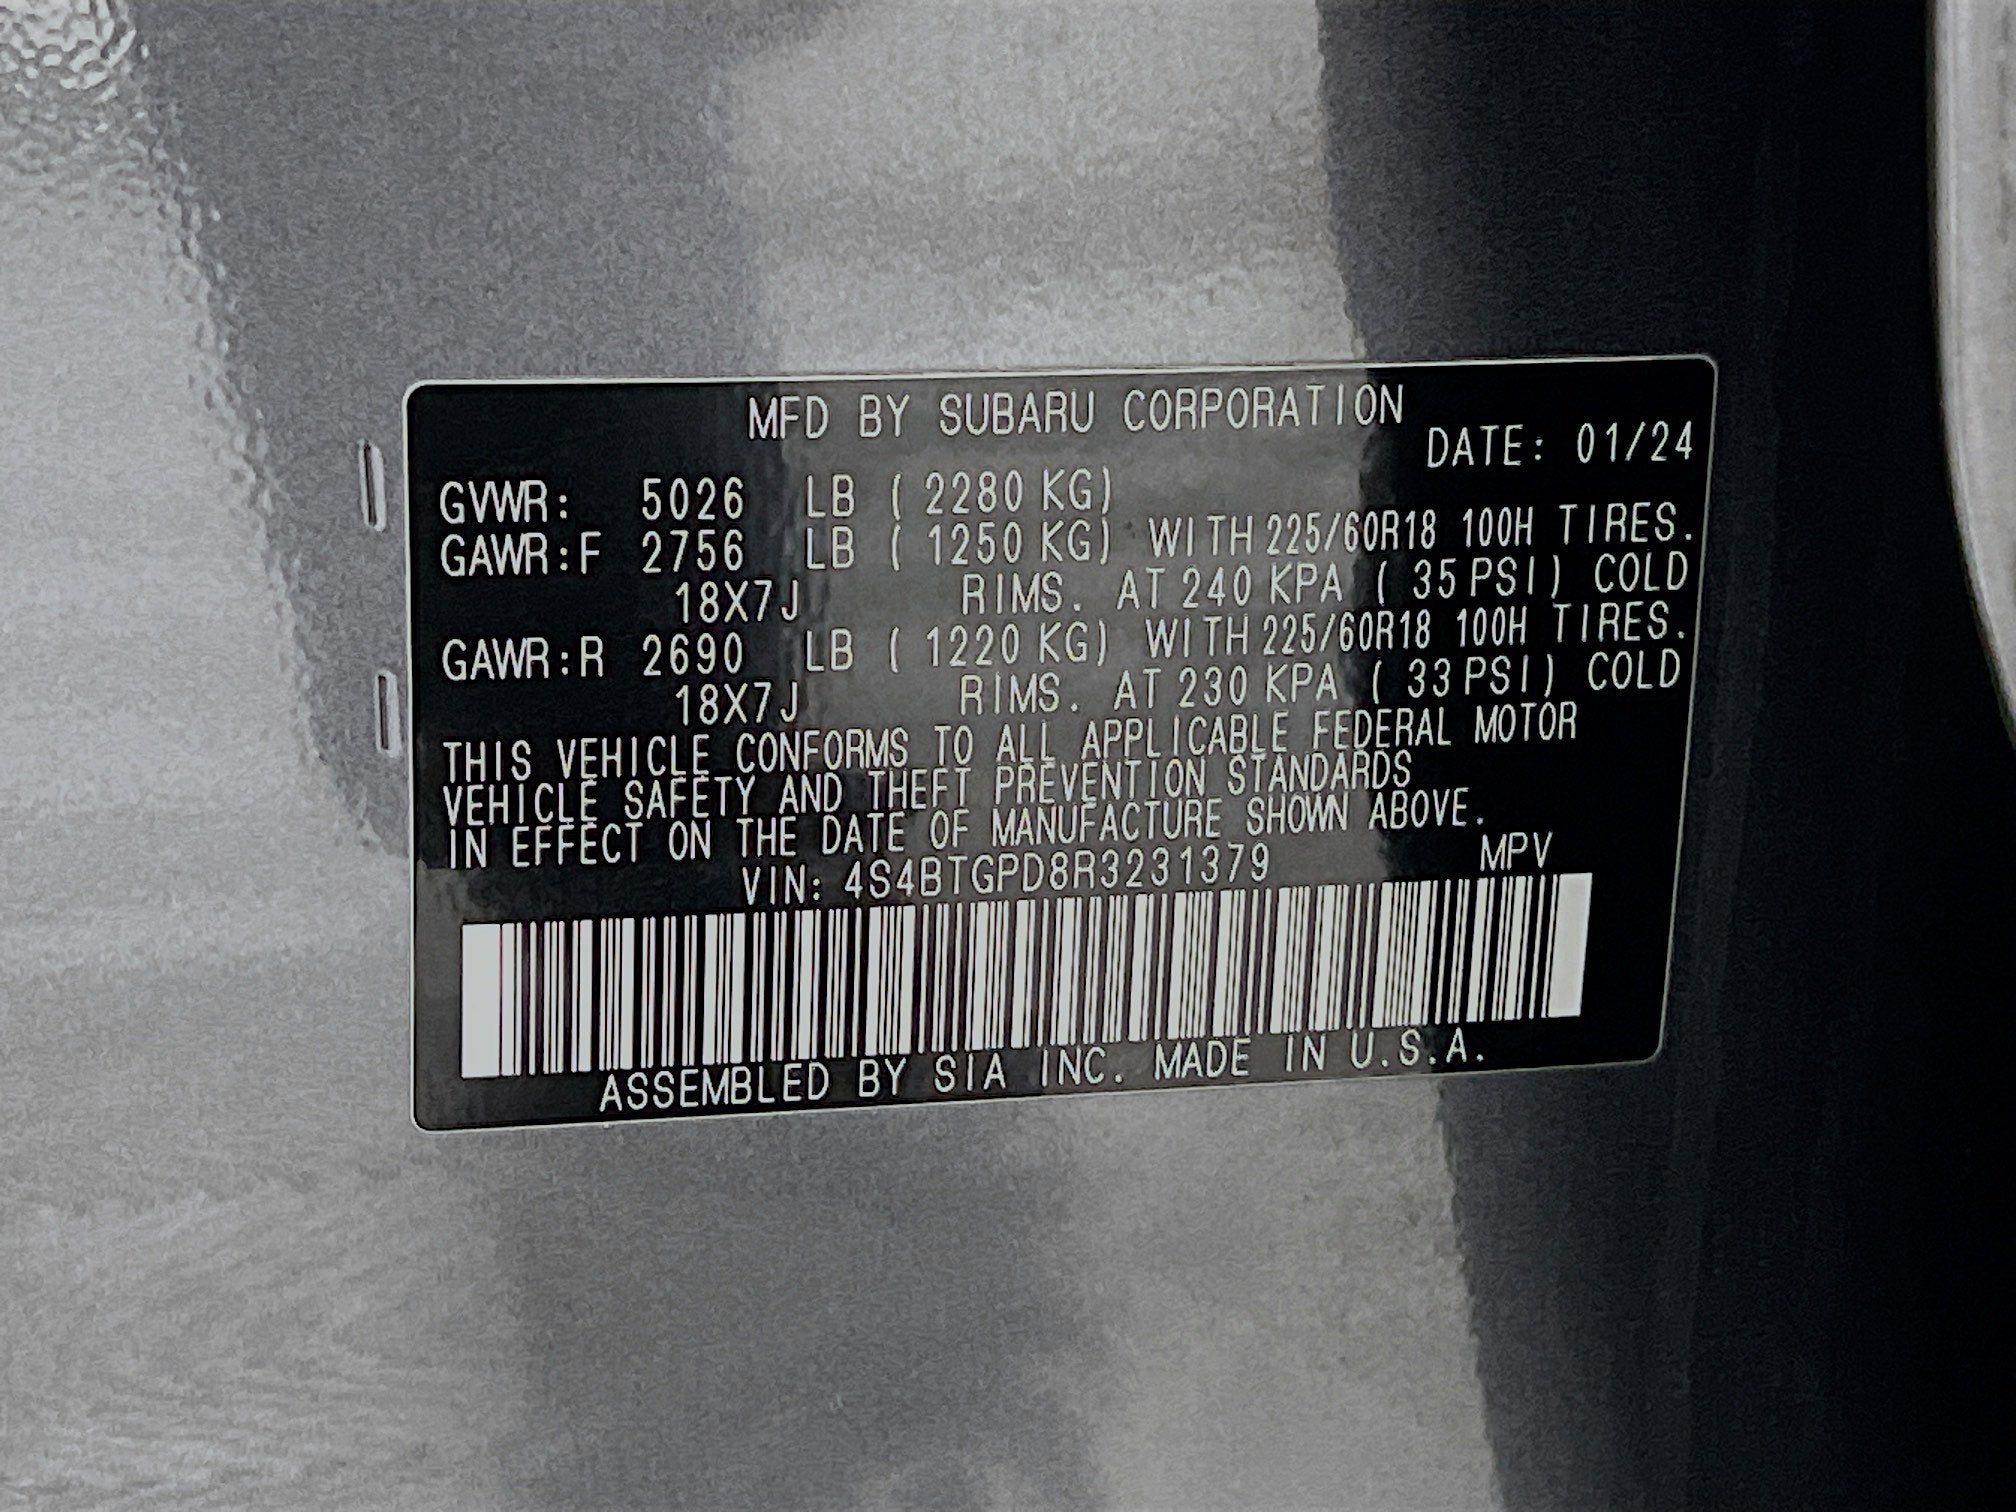 MFD BY SUBARU CORPORATION
DATE: 01/24
GVWR: 5026 LB ( 2280 KG)
GAWR:F 2756 LB ( 1250 KG) WITH 225/60R18 100H TIRES.
18X7J RIMS. AT 240 KPA ( 35 PSI) COLD
GAWR:R 2690 LB ( 1220 KG) WITH 225/60R18 100H TIRES.
18X7J RIMS. AT 230 KPA ( 33 PSI) COLD
THIS VEHICLE CONFORMS TO ALL APPLICABLE FEDERAL MOTOR
VEHICLE SAFETY AND THEFT PREVENTION STANDARDS
IN EFFECT ON THE DATE OF MANUFACTURE SHOWN ABOVE.
VIN: 4S4BTGPD8R3231379 MPV
ASSEMBLED BY SIA INC. MADE IN U.S.A.